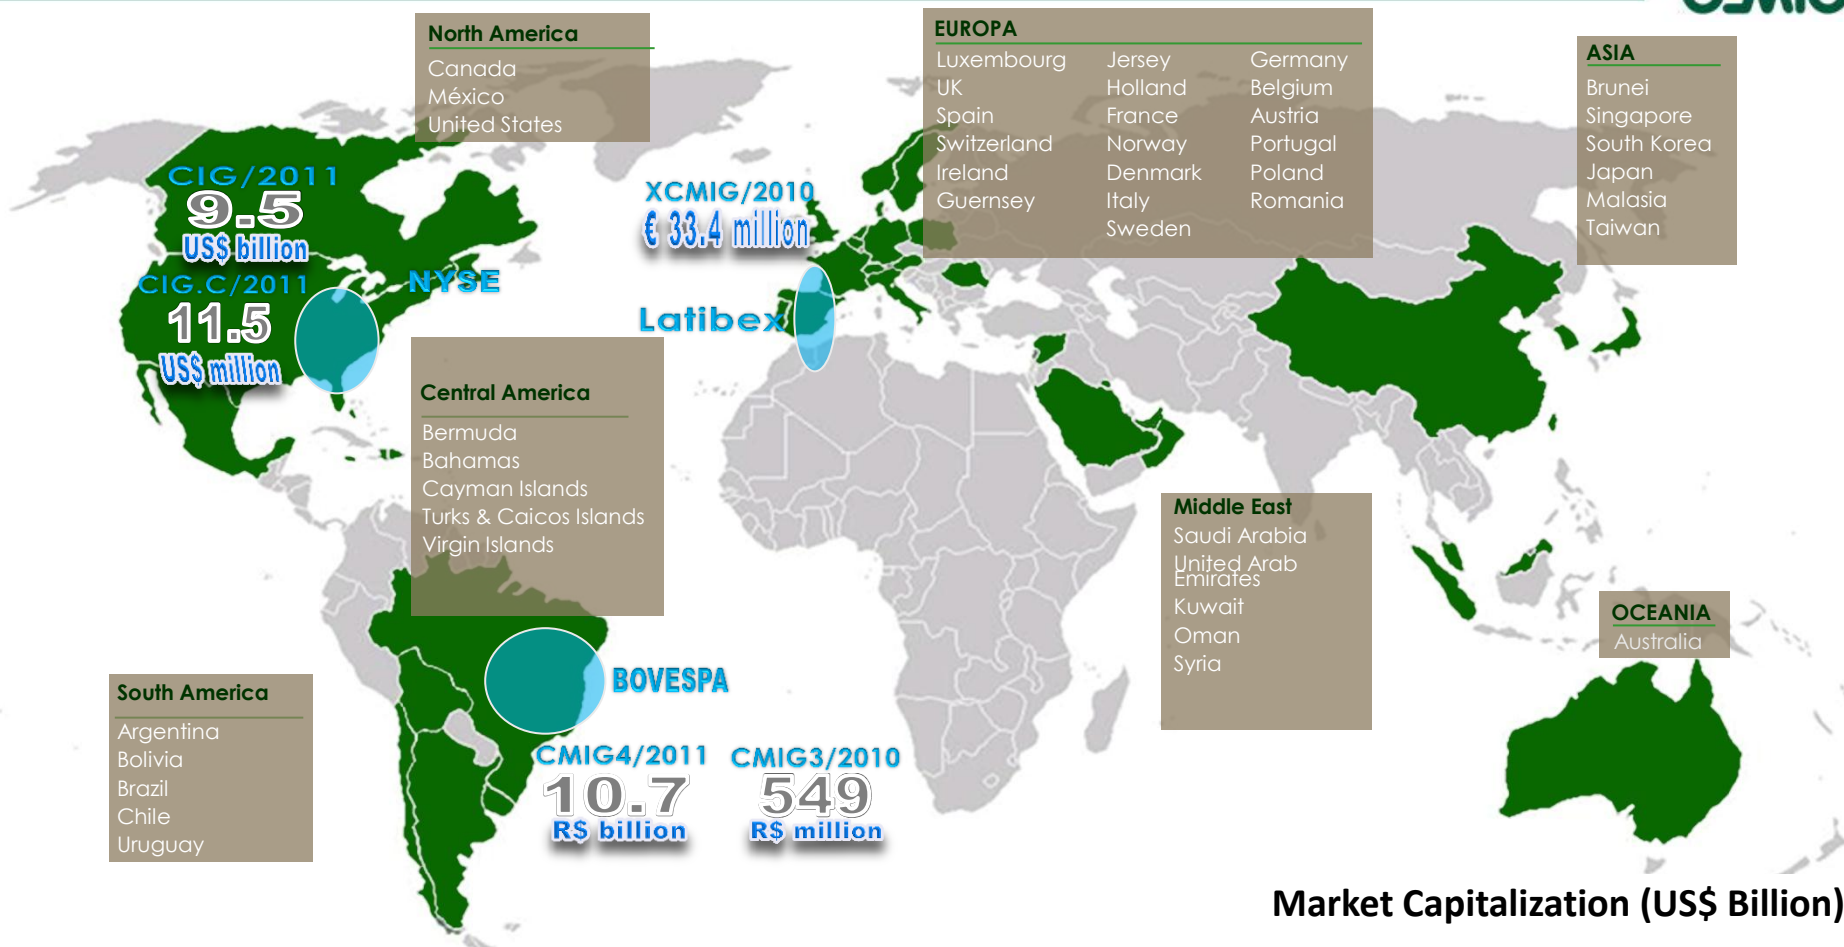 North America
Canada
México
United States
EUROPA
Luxembourg Jersey Germany
UK Holland Belgium
Spain France Austria
Switzerland Norway Portugal
Ireland Denmark Poland
Guernsey Italy Romania
Sweden
ASIA
Brunei
Singapore
South Korea
Japan
Malasia
Taiwan
CIG/2011
9.5
US$ billion
CIG.C/2011
11.5
US$ million
NYSE
XCMIG/2010
€ 33.4 million
Latibex
Central America
Bermuda
Bahamas
Cayman Islands
Turks & Caicos Islands
Virgin Islands
Middle East
Saudi Arabia
United Arab
Emirates
Kuwait
Oman
Syria
OCEANIA
Australia
South America
Argentina
Bolivia
Brazil
Chile
Uruguay
BOVESPA
CMIG4/2011
10.7
R$ billion
CMIG3/2010
549
R$ million
Market Capitalization (US$ Billion)